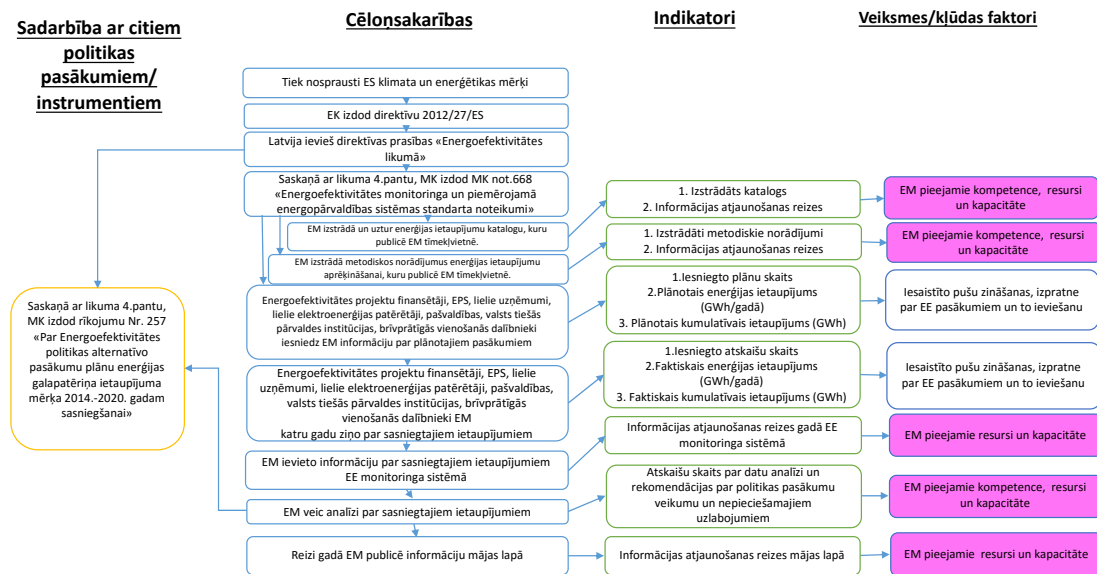 Sadarbība ar citiem
politikas
pasākumiem/
instrumentiem
Cēloņsakarības
Indikatori
Veiksmes/kļūdas faktori
Tiek nosprausti ES klimata un enerģētikas mērķi
EK izdod direktīvu 2012/27/ES
Latvija ievieš direktīvas prasības «Energoefektivitātes
likumā»
Saskaņā ar likuma 4.pantu, MK izdod MK not.668
«Energoefektivitātes monitoringa un piemērojamā
energopārvaldības sistēmas standarta noteikumi»
EM izstrādā un uztur enerģijas ietaupījumu katalogu, kuru
publicē EM tīmekļvietnē.
EM izstrādā metodiskos norādījumus enerģijas ietaupījumu
aprēķināšanai, kuru publicē EM tīmekļvietnē.
Energoefektivitātes projektu finansētāji, EPS, lielie uzņēmumi,
lielie elektroenerģijas patērētāji, pašvaldības, valsts tiešās
pārvaldes institūcijas, brīvprātīgās vienošanās dalībnieki
iesniedz EM informāciju par plānotajiem pasākumiem
Energoefektivitātes projektu finansētāji, EPS, lielie
uzņēmumi, lielie elektroenerģijas patērētāji, pašvaldības,
valsts tiešās pārvaldes institūcijas, brīvprātīgās
vienošanās dalībnieki EM
katru gadu ziņo par sasniegtajiem ietaupījumiem
EM ievieto informāciju par sasniegtajiem ietaupījumiem
EE monitoringa sistēmā
EM veic analīzi par sasniegtajiem ietaupījumiem
Reizi gadā EM publicē informāciju mājas lapā
Saskaņā ar likuma 4.pantu,
MK izdod rīkojumu Nr. 257
«Par Energoefektivitātes
politikas alternatīvo
pasākumu plānu enerģijas
galapatēriņa ietaupījuma
mērķa 2014.-2020. gadam
sasniegšanai»
1. Izstrādāts katalogs
2. Informācijas atjaunošanas reizes
1. Izstrādāti metodiskie norādījumi
2. Informācijas atjaunošanas reizes
1.Iesniegto plānu skaits
2.Plānotais enerģijas ietaupījums
(GWh/gadā)
3. Plānotais kumulatīvais ietaupījums (GWh)
1.Iesniegto atskaišu skaits
2.Faktiskais enerģijas ietaupījums
(GWh/gadā)
3. Faktiskais kumulatīvais ietaupījums (GWh)
Informācijas atjaunošanas reizes gadā EE
monitoringa sistēmā
Atskaišu skaits par datu analīzi un
rekomendācijas par politikas pasākumu
veikumu un nepieciešamajiem
uzlabojumiem
Informācijas atjaunošanas reizes mājas lapā
EM pieejamie kompetence, resursi
un kapacitāte
EM pieejamie kompetence, resursi
un kapacitāte
Iesaistīto pušu zināšanas, izpratne
par EE pasākumiem un to ieviešanu
Iesaistīto pušu zināšanas, izpratne
par EE pasākumiem un to ieviešanu
EM pieejamie resursi un kapacitāte
EM pieejamie kompetence, resursi
un kapacitāte
EM pieejamie resursi un kapacitāte